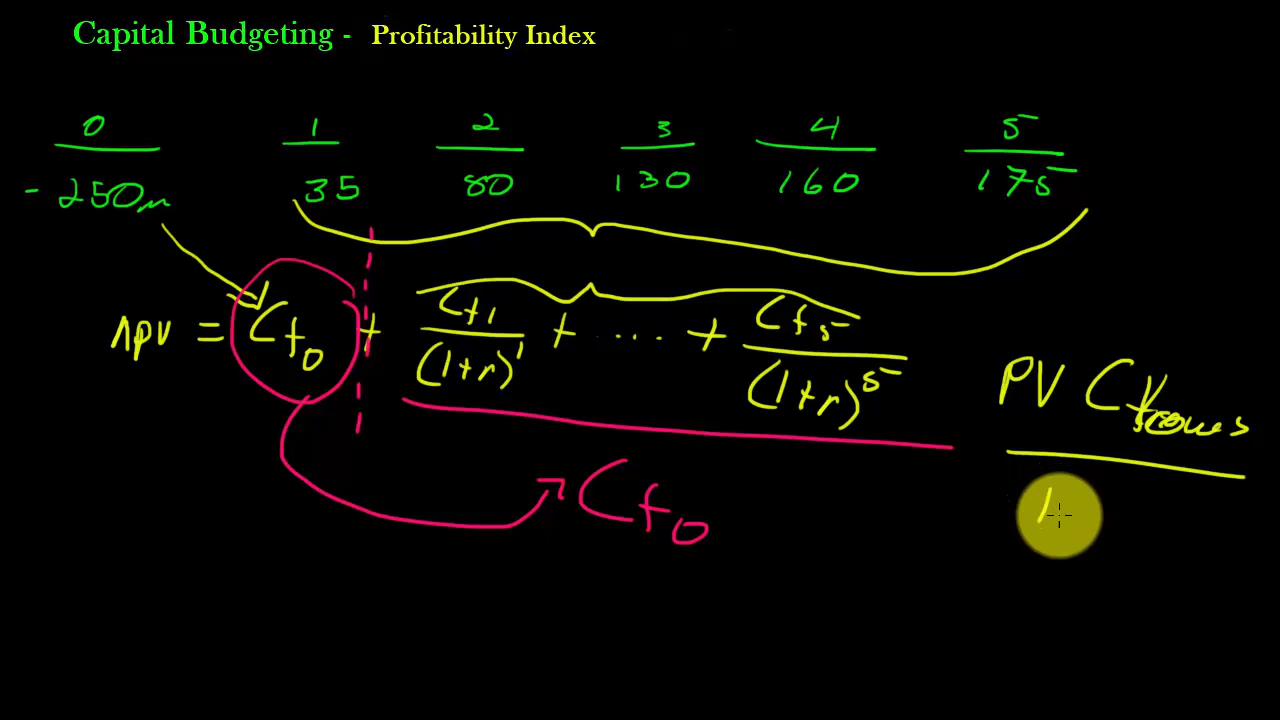 Capital Budgeting - Profitability Index
0 1 2 3 4 5
-250m 35 80 130 160 175
NPV = Cf0 + Cf1/(1+r)^1 + .... + Cf5/(1+r)^5
PV Cf
Cf0